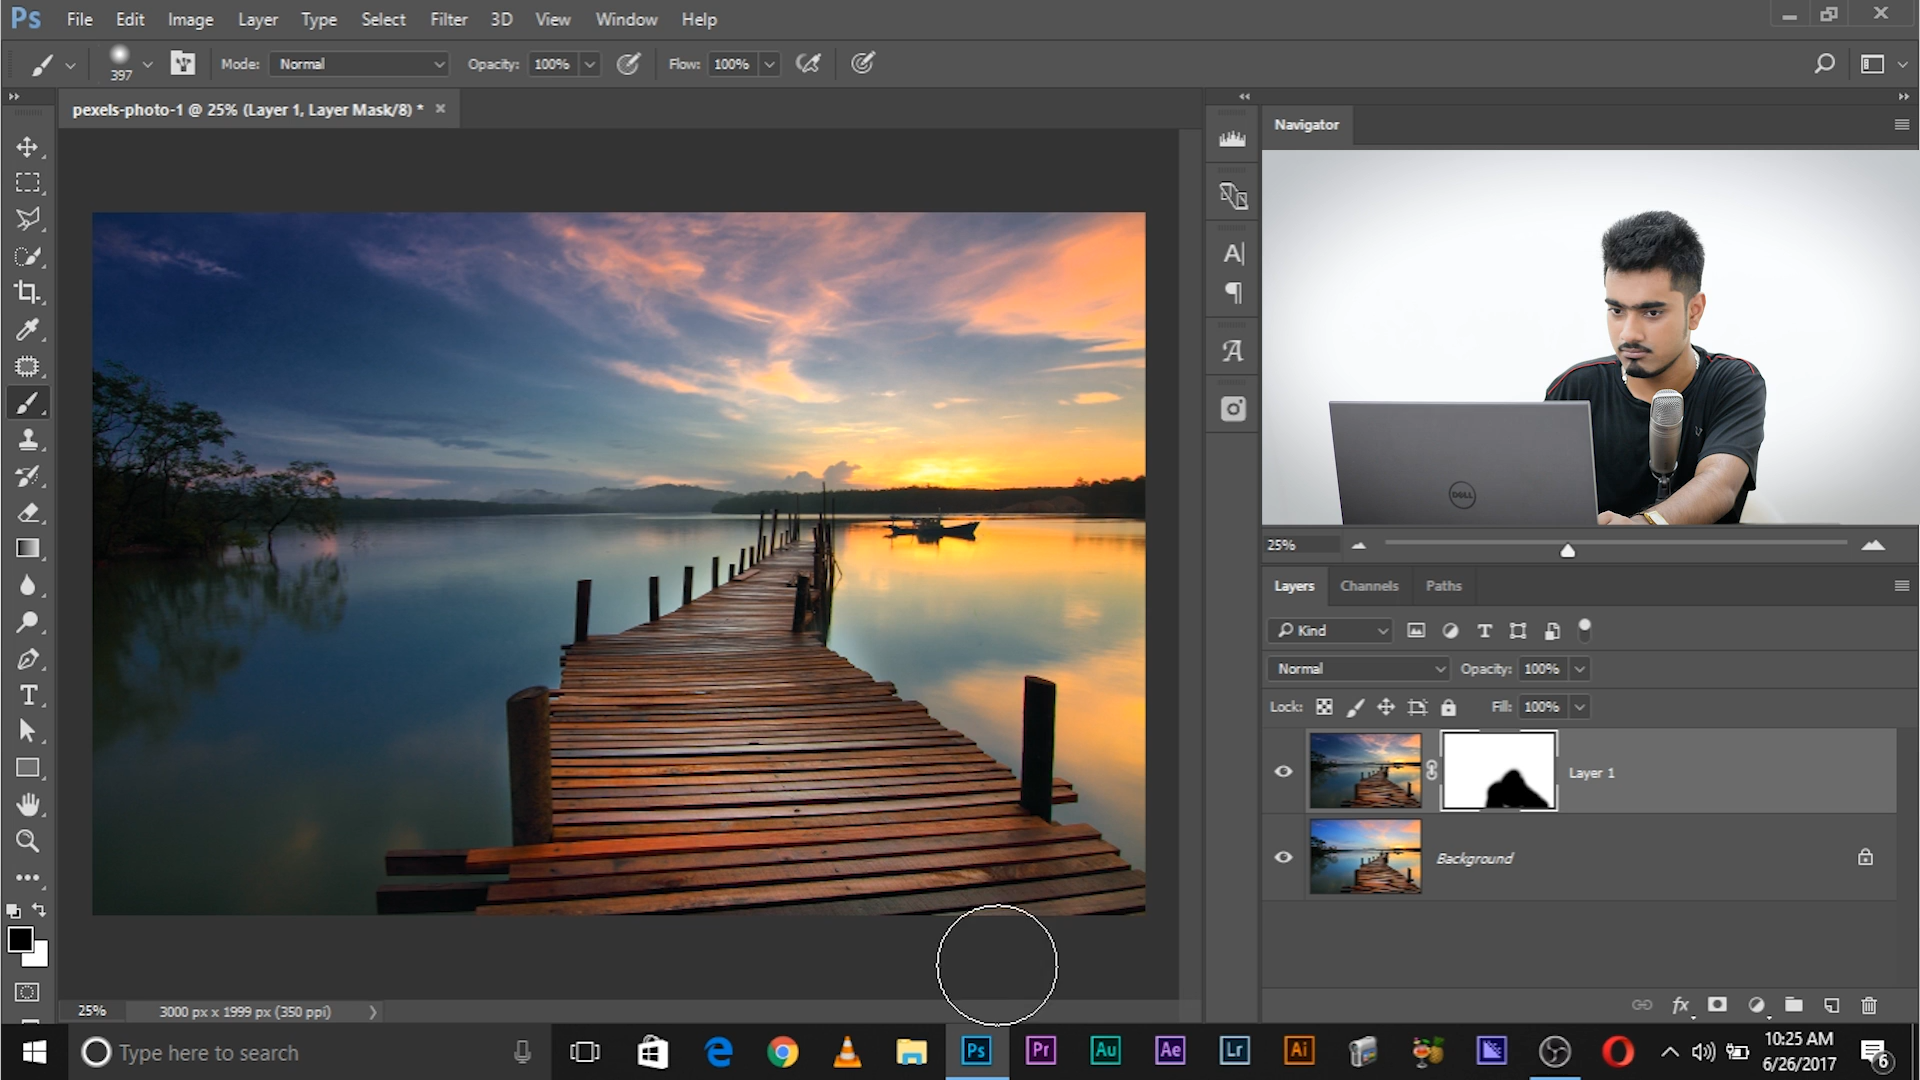 Ps File Edit Image Layer Type Select Filter 3D View Window Help
397 Mode: Normal Opacity: 100% Flow: 100%
pexels-photo-1 @ 25% (Layer 1, Layer Mask/8) *
Navigator
DELL
25%
Layers Channels Paths
Kind
Normal Opacity: 100%
Lock: Fill: 100%
Layer 1
Background
fx
25% 3000 px x 1999 px (350 ppi)
Type here to search Ps Pr Au Ae Lr Ai 10:25 AM
6/26/2017 6